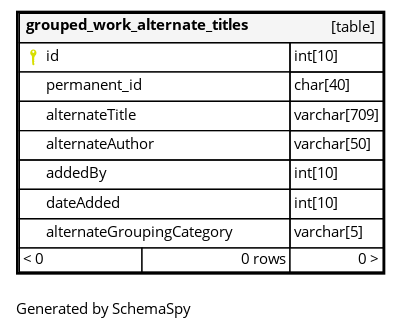 grouped_work_alternate_titles [table]
id int[10]
permanent_id char[40]
alternateTitle varchar[709]
alternateAuthor varchar[50]
addedBy int[10]
dateAdded int[10]
alternateGroupingCategory varchar[5]
< 0 0 rows 0 >
Generated by SchemaSpy